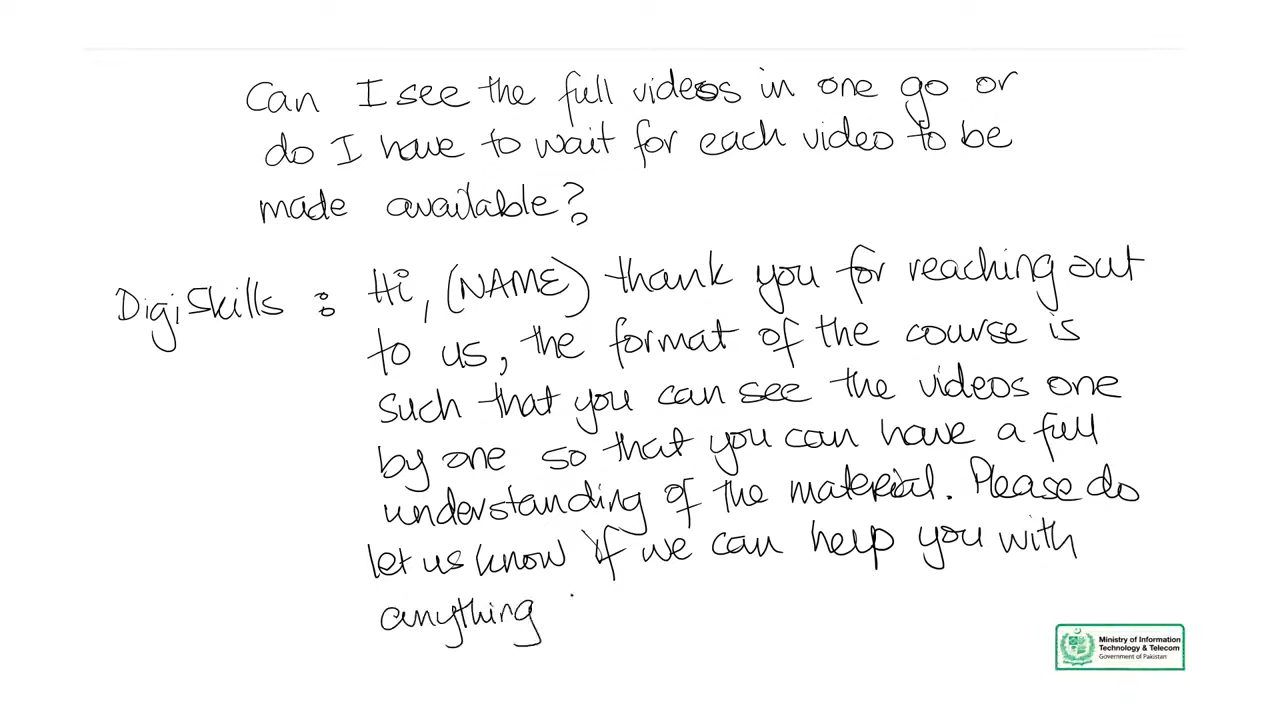 Can I see the full videos in one go or
do I have to wait for each video to be
made available?
DigiSkills : Hi, (NAME) thank you for reaching out
to us, the format of the course is
such that you can see the videos one
by one so that you can have a full
understanding of the material. Please do
let us know if we can help you with
anything
Ministry of Information
Technology & Telecom
Government of Pakistan